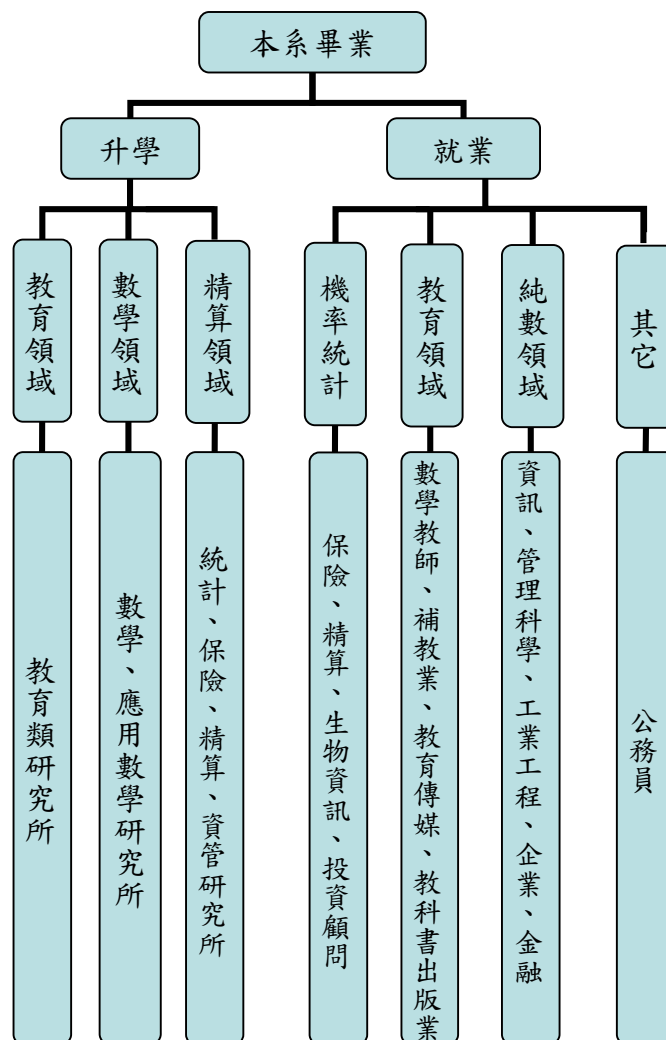 本系畢業
升學
就業
教育領域
數學領域
精算領域
機率統計
教育領域
純數領域
其它
教育類研究所
數學、應用數學研究所
統計、保險、精算、資管研究所
保險、精算、生物資訊、投資顧問
數學教師、補教業、教育傳媒、教科書出版業
資訊、管理科學、工業工程、企業、金融
公務員